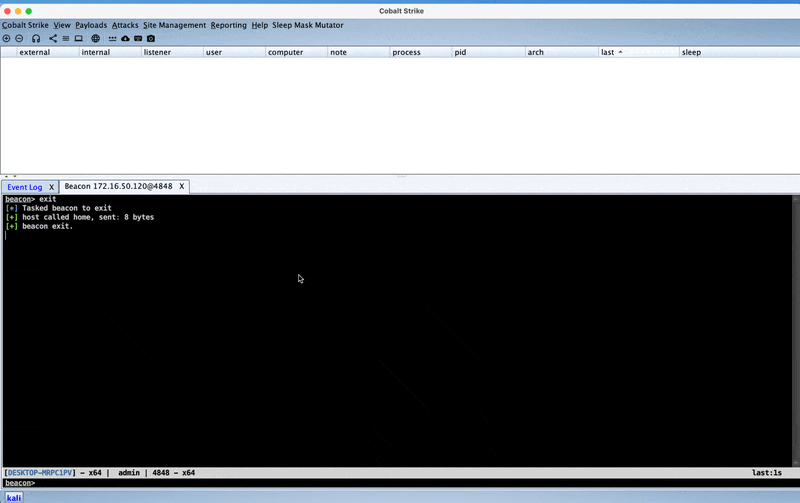 Cobalt Strike
Cobalt Strike View Payloads Attacks Site Management Reporting Help Sleep Mask Mutator
external internal listener user computer note process pid arch last sleep
Event Log X Beacon 172.16.50.120@4848 X
beacon> exit
[*] Tasked beacon to exit
[+] host called home, sent: 8 bytes
[+] beacon exit.
[DESKTOP-MRPC1PV] - x64 | admin | 4848 - x64 last:1s
beacon>
kali